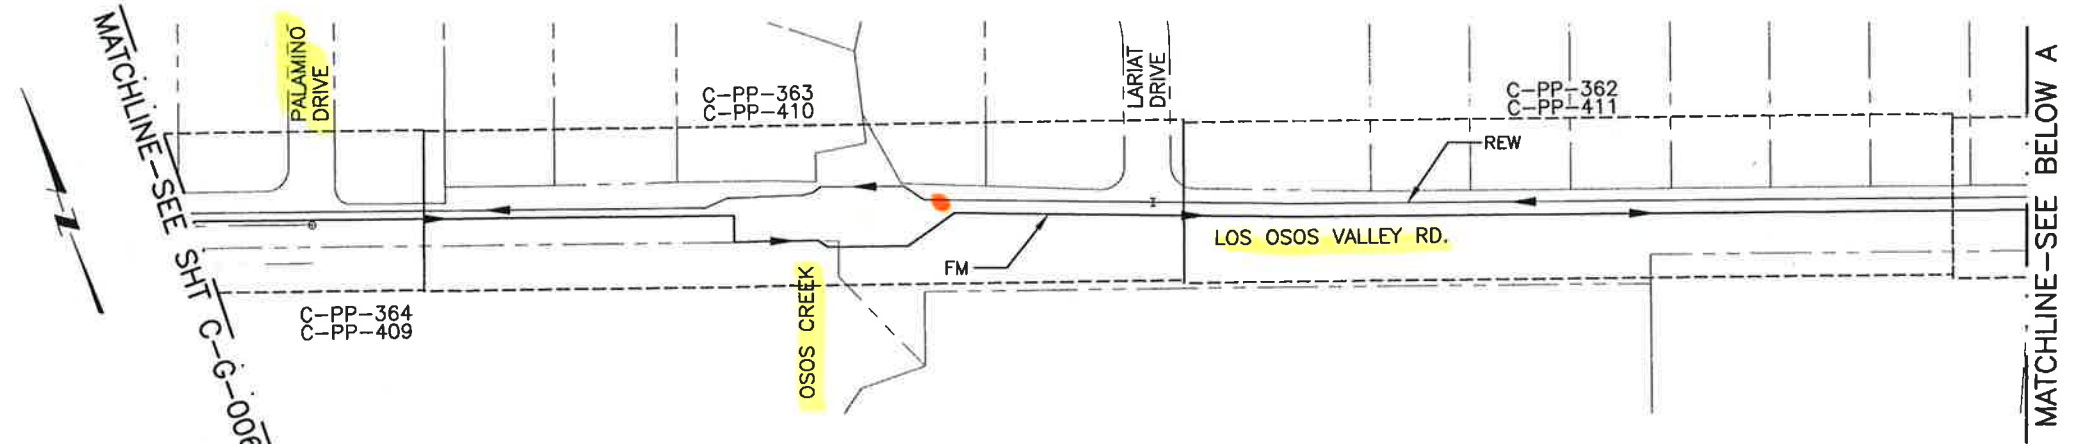 MATCHLINE-SEE SHT C-G-006
PALAMINO
DRIVE
C-PP-363
C-PP-410
LARIAT
DRIVE
C-PP-362
C-PP-411
REW
LOS OSOS VALLEY RD.
FM
OSOS CREEK
C-PP-364
C-PP-409
Z
MATCHLINE-SEE BELOW A